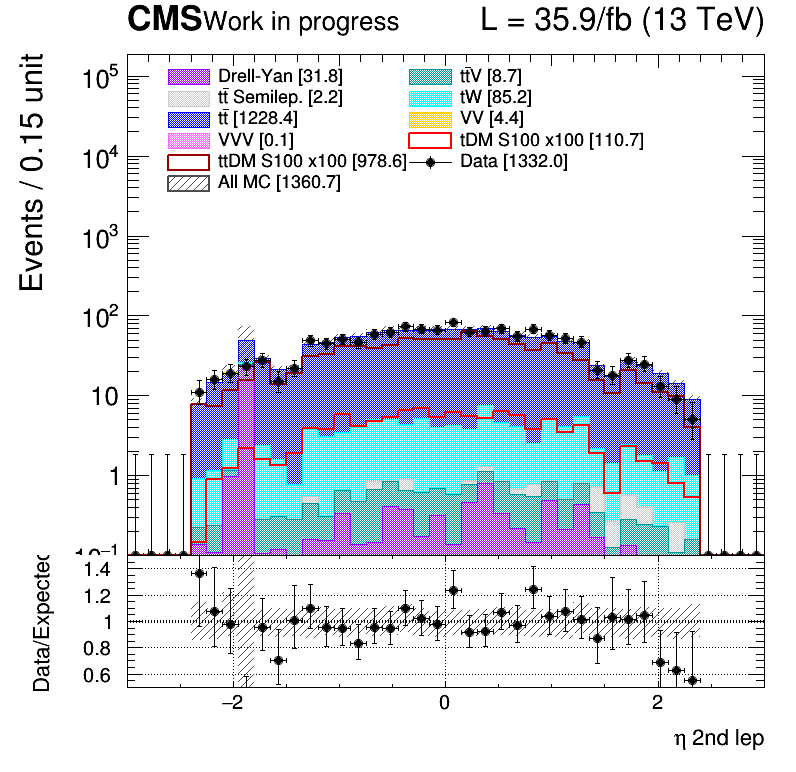 CMS Work in progress L = 35.9/fb (13 TeV)
Events / 0.15 unit
10⁵
10⁴
10³
10²
10
1
10⁻¹
Drell-Yan [31.8] tt̄V [8.7]
tt̄ Semilep. [2.2] tW [85.2]
tt̄ [1228.4] VV [4.4]
VVV [0.1] tDM S100 x100 [110.7]
ttDM S100 x100 [978.6] Data [1332.0]
All MC [1360.7]
Data/Expected
1.4
1.2
1
0.8
0.6
−2 0 2
η 2nd lep